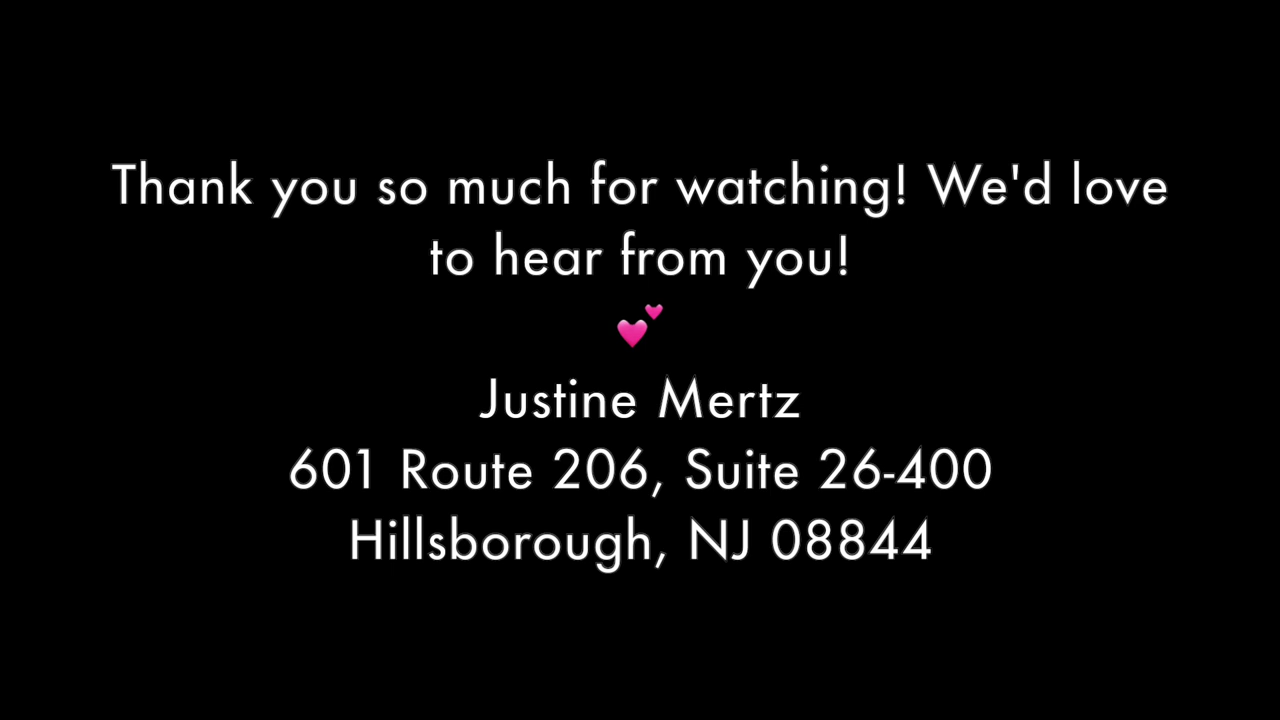 Thank you so much for watching! We'd love
to hear from you!
💕
Justine Mertz
601 Route 206, Suite 26-400
Hillsborough, NJ 08844